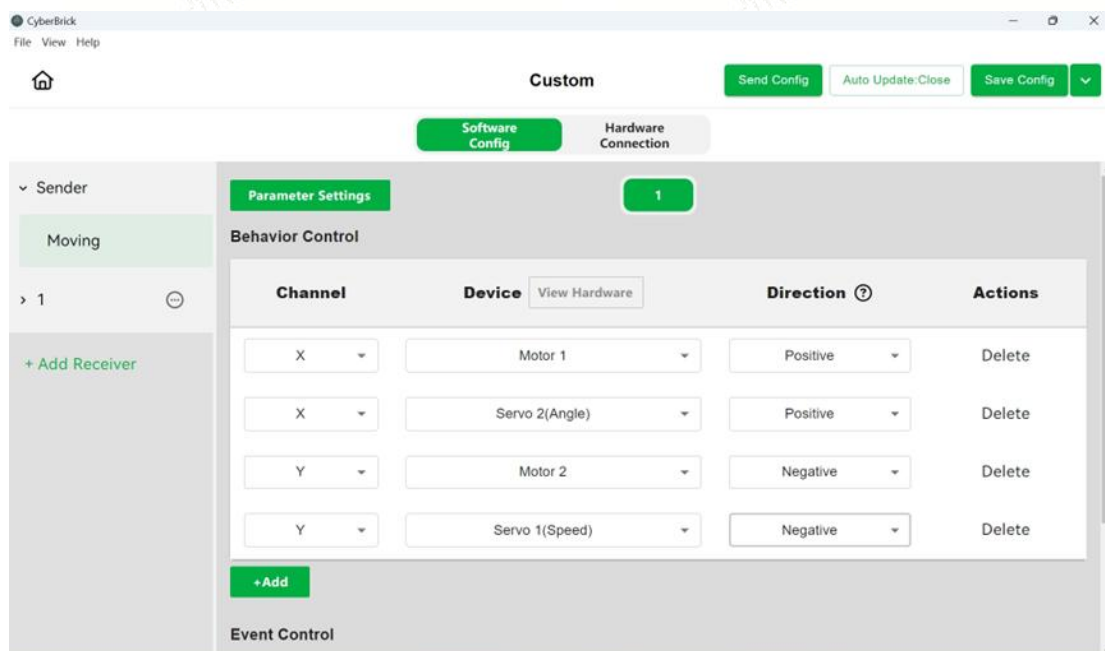 CyberBrick
File View Help
Custom
Send Config
Auto Update:Close
Save Config
Software
Config
Hardware
Connection
Sender
Moving
1
+ Add Receiver
Parameter Settings
1
Behavior Control
Channel Device View Hardware Direction ? Actions
X Motor 1 Positive Delete
X Servo 2(Angle) Positive Delete
Y Motor 2 Negative Delete
Y Servo 1(Speed) Negative Delete
+Add
Event Control